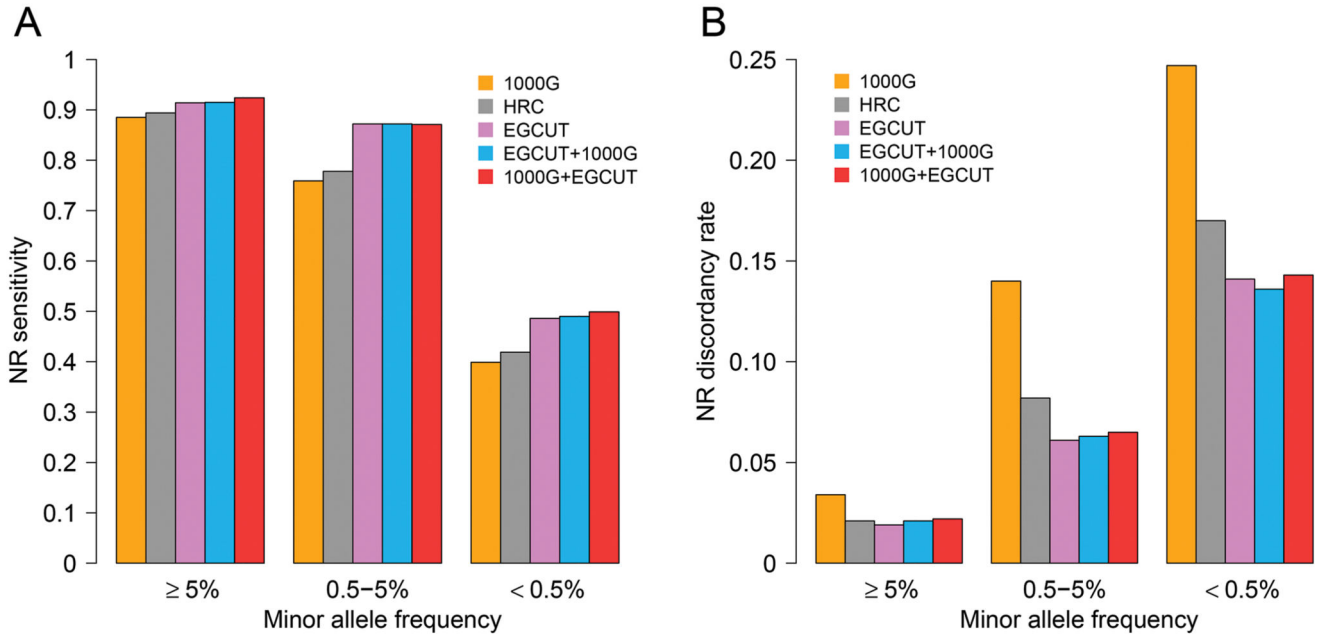 A
NR sensitivity
1
0.9
0.8
0.7
0.6
0.5
0.4
0.3
0.2
0.1
0
1000G
HRC
EGCUT
EGCUT+1000G
1000G+EGCUT
≥ 5%
0.5−5%
< 0.5%
Minor allele frequency
B
NR discordancy rate
0.25
0.20
0.15
0.10
0.05
0
1000G
HRC
EGCUT
EGCUT+1000G
1000G+EGCUT
≥ 5%
0.5−5%
< 0.5%
Minor allele frequency